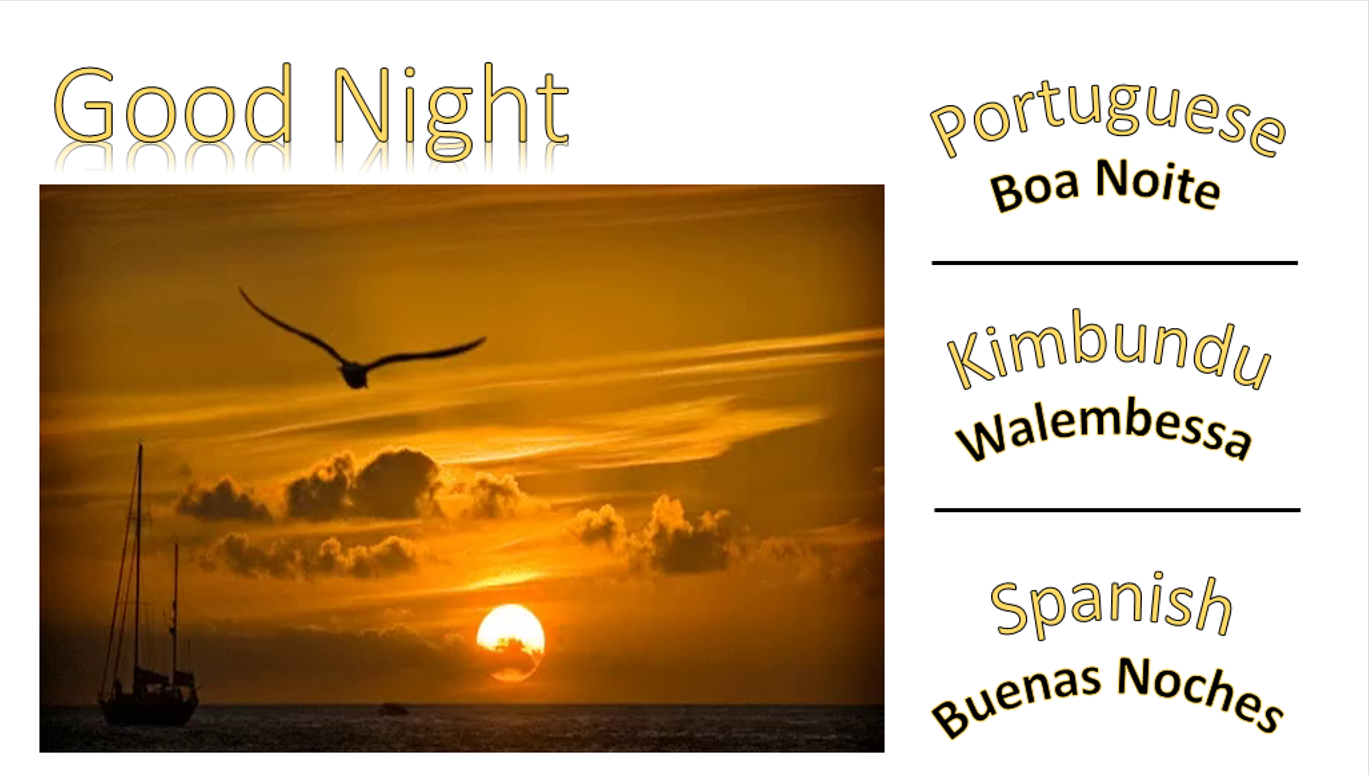 Good Night
Portuguese
Boa Noite
Kimbundu
Walembessa
Spanish
Buenas Noches